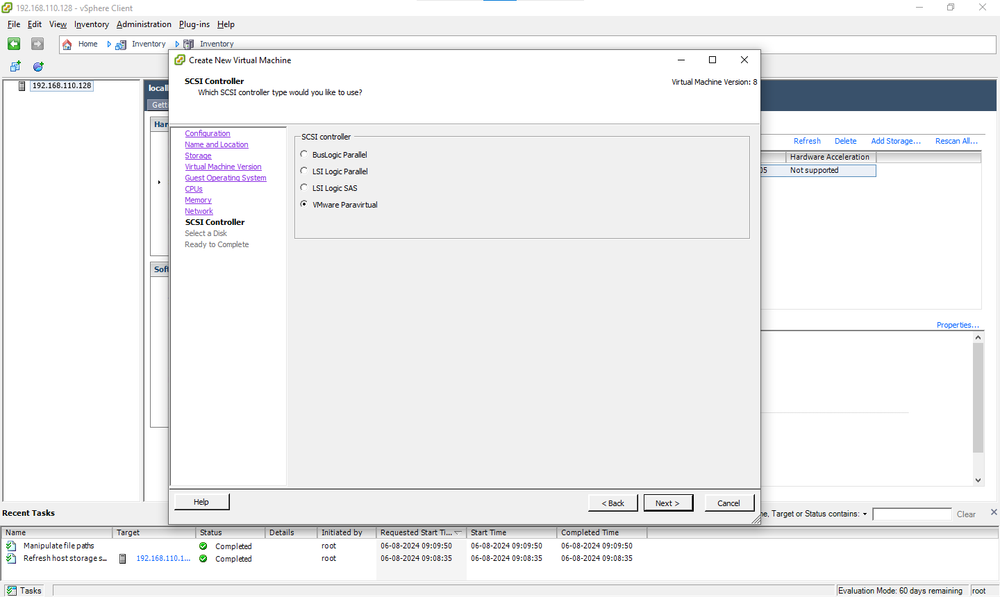 192.168.110.128 - vSphere Client
File Edit View Inventory Administration Plug-ins Help
Home Inventory Inventory
192.168.110.128
Create New Virtual Machine
SCSI Controller
Which SCSI controller type would you like to use?
Virtual Machine Version: 8
Configuration
Name and Location
Storage
Virtual Machine Version
Guest Operating System
CPUs
Memory
Network
SCSI Controller
Select a Disk
Ready to Complete
SCSI controller
BusLogic Parallel
LSI Logic Parallel
LSI Logic SAS
VMware Paravirtual
Help
< Back
Next >
Cancel
Refresh Delete Add Storage... Rescan All...
Hardware Acceleration
05 Not supported
Properties...
Recent Tasks
Target or Status contains:
Clear
Name Target Status Details Initiated by Requested Start Ti... Start Time Completed Time
Manipulate file paths Completed root 06-08-2024 09:09:50 06-08-2024 09:09:50 06-08-2024 09:09:50
Refresh host storage s... 192.168.110.1... Completed root 06-08-2024 09:08:35 06-08-2024 09:08:35 06-08-2024 09:08:35
Tasks
Evaluation Mode: 60 days remaining
root